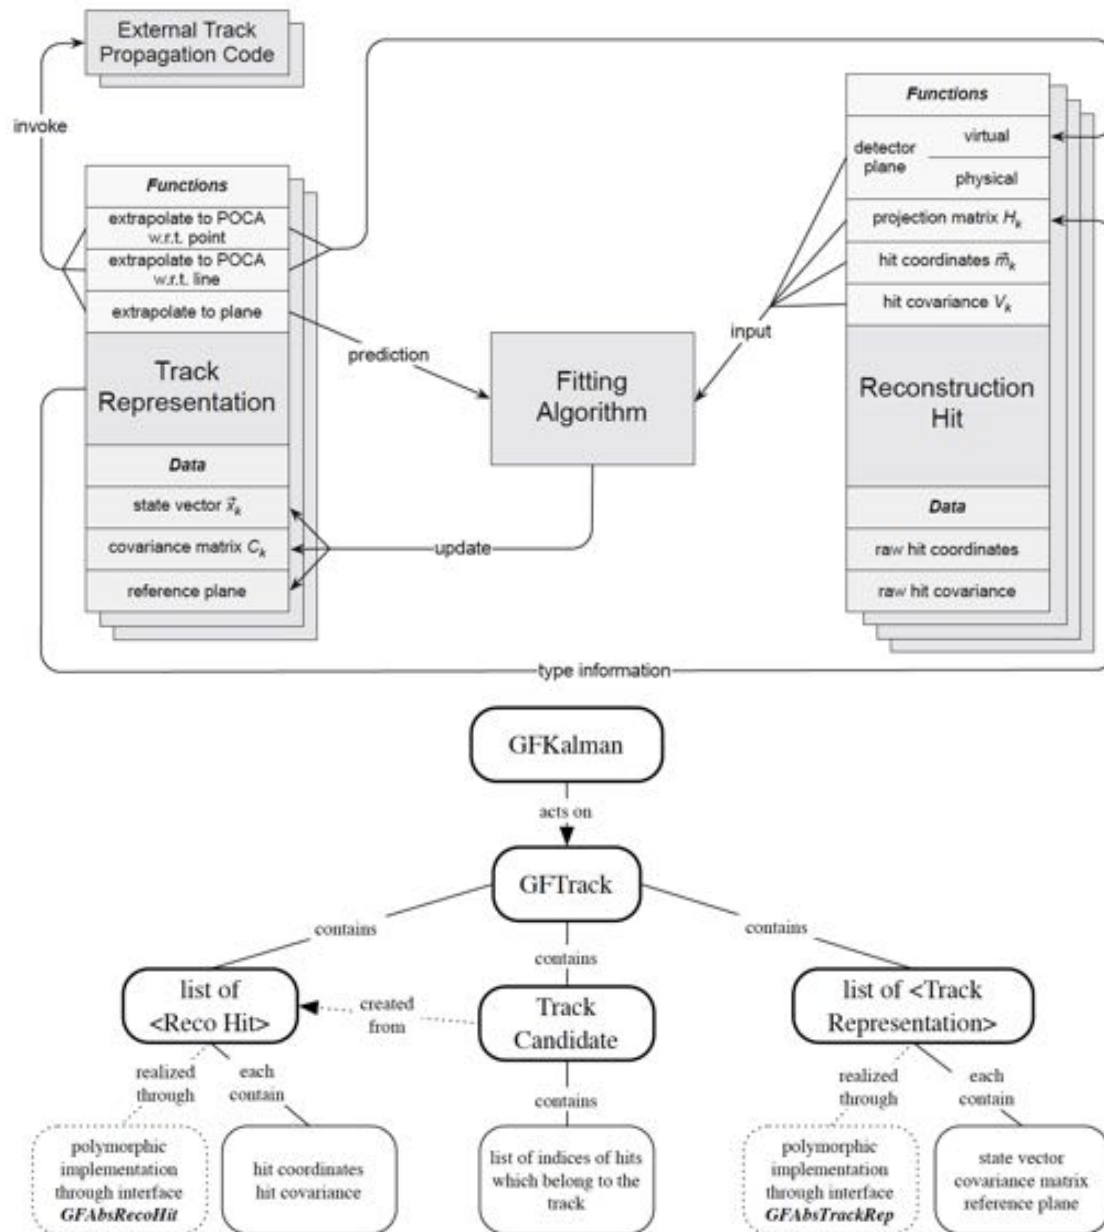 External Track
Propagation Code
invoke
Functions
extrapolate to POCA
w.r.t. point
extrapolate to POCA
w.r.t. line
extrapolate to plane
Track
Representation
Data
state vector x⃗ₖ
covariance matrix Cₖ
reference plane
prediction
Fitting
Algorithm
update
input
Functions
detector
plane
virtual
physical
projection matrix Hₖ
hit coordinates m⃗ₖ
hit covariance Vₖ
Reconstruction
Hit
Data
raw hit coordinates
raw hit covariance
type information
GFKalman
acts on
GFTrack
contains
contains
contains
list of
<Reco Hit>
created
from
Track
Candidate
list of <Track
Representation>
realized
through
each
contain
contains
realized
through
each
contain
polymorphic
implementation
through interface
GFAbsRecoHit
hit coordinates
hit covariance
list of indices of hits
which belong to the
track
polymorphic
implementation
through interface
GFAbsTrackRep
state vector
covariance matrix
reference plane